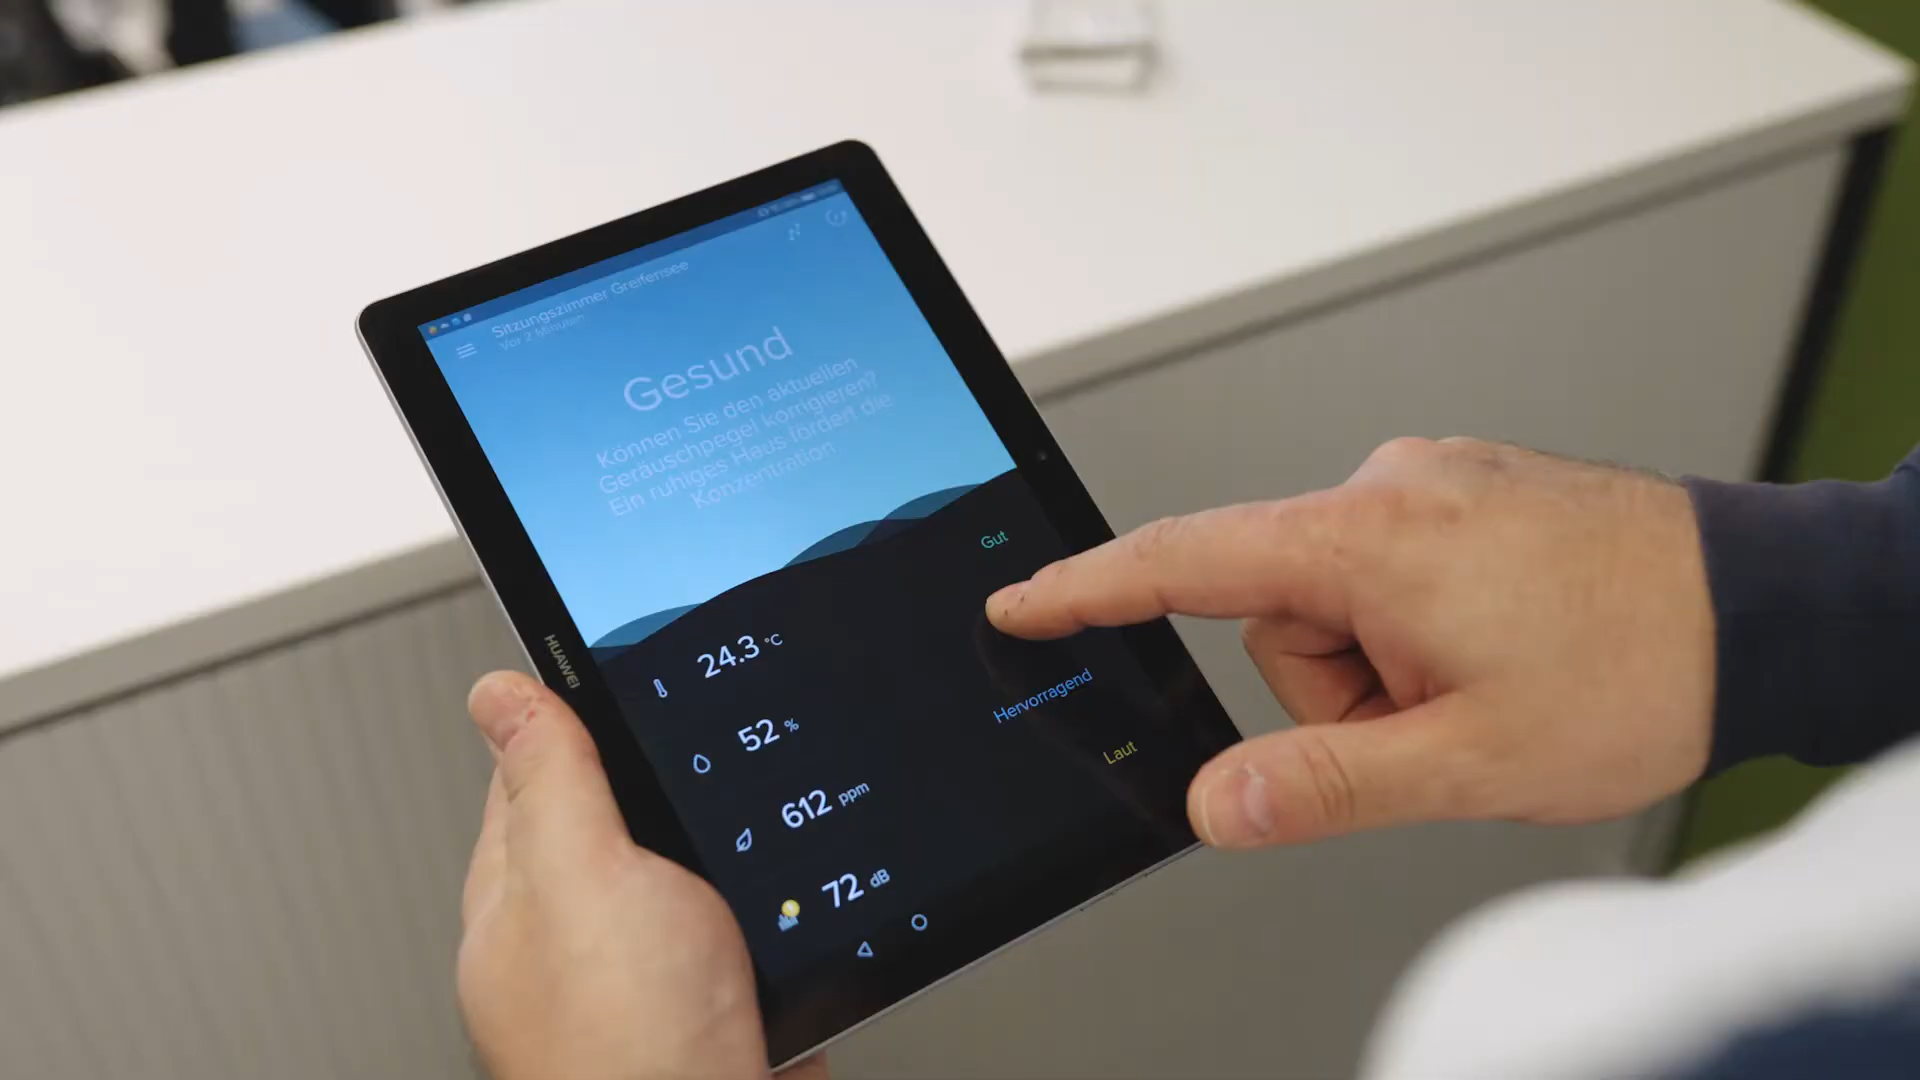 Sitzungszimmer Greifensee
Vor 2 Minuten
Gesund
Können Sie den aktuellen
Geräuschpegel korrigieren?
Ein ruhiges Haus fördert die
Konzentration
24.3 °C
Gut
52 %
612 ppm
Hervorragend
72 dB
Laut
HUAWEI